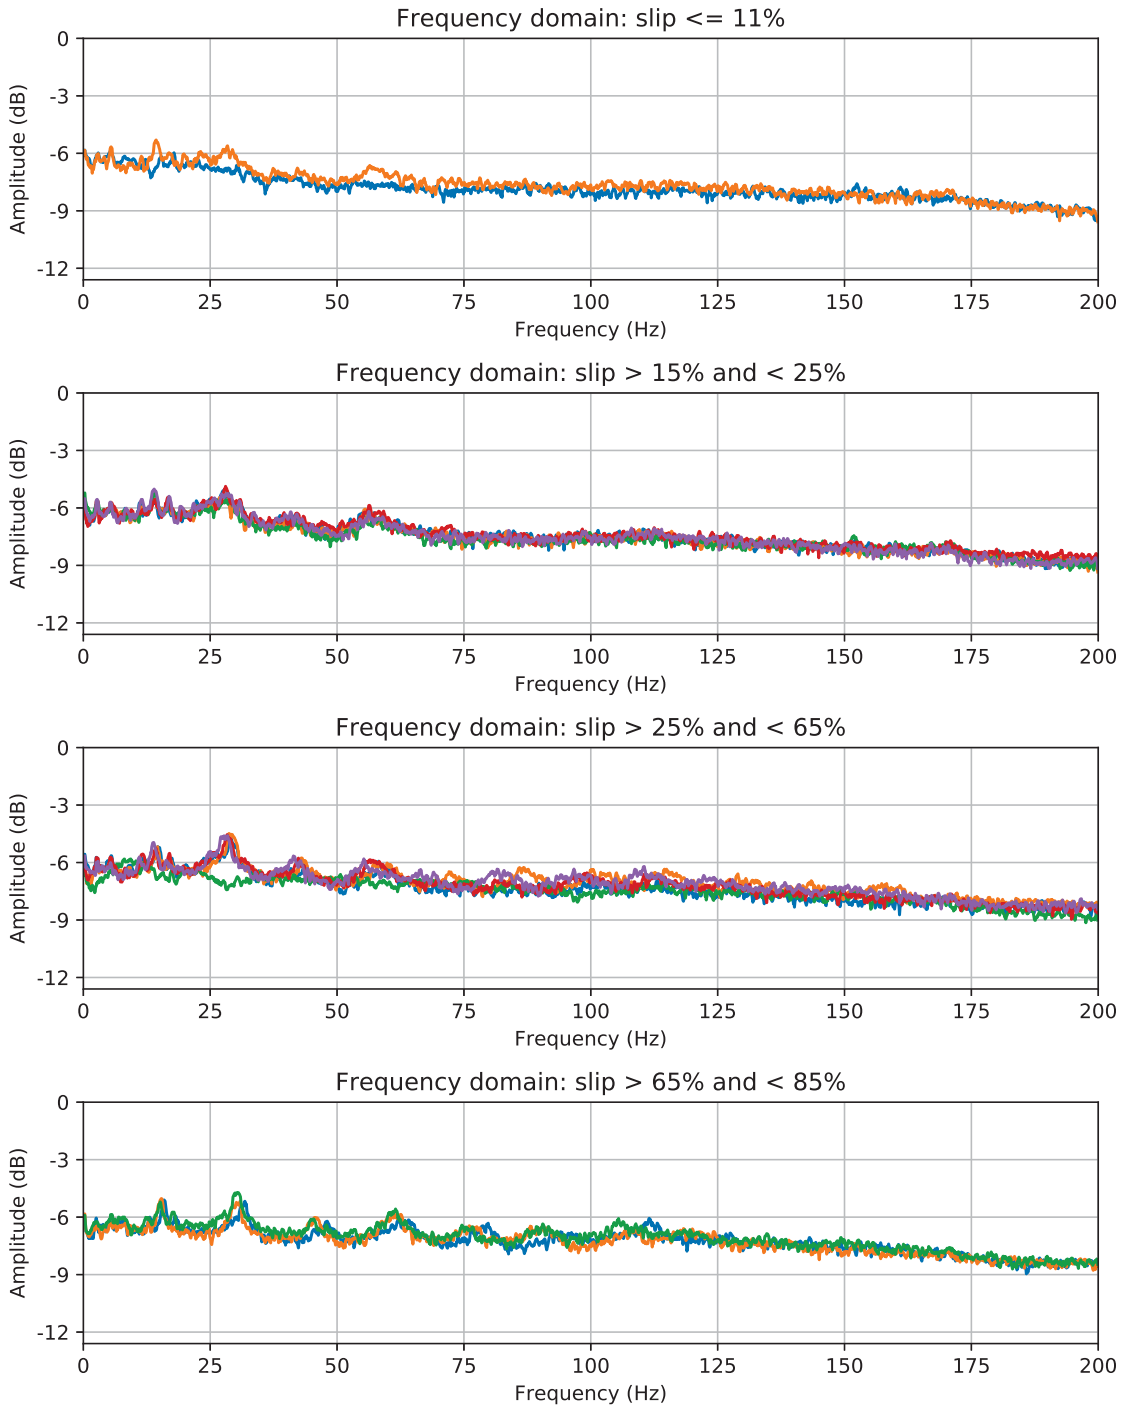 Frequency domain: slip <= 11%
Amplitude (dB)
0
-3
-6
-9
-12
0 25 50 75 100 125 150 175 200
Frequency (Hz)
Frequency domain: slip > 15% and < 25%
Amplitude (dB)
0
-3
-6
-9
-12
0 25 50 75 100 125 150 175 200
Frequency (Hz)
Frequency domain: slip > 25% and < 65%
Amplitude (dB)
0
-3
-6
-9
-12
0 25 50 75 100 125 150 175 200
Frequency (Hz)
Frequency domain: slip > 65% and < 85%
Amplitude (dB)
0
-3
-6
-9
-12
0 25 50 75 100 125 150 175 200
Frequency (Hz)